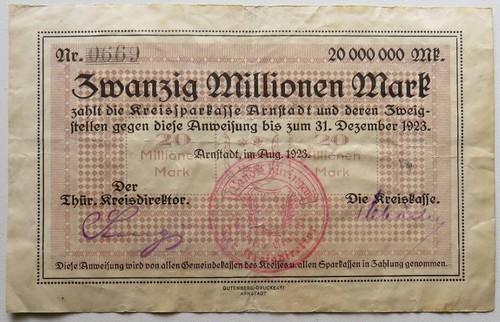 Nr. 0669 20 000 000 Mk.
Zwanzig Millionen Mark
zahlt die Kreissparkasse Arnstadt und deren Zweig-
stellen gegen diese Anweisung bis zum 31. Dezember 1923.
20 Millionen Mark 20 Millionen Mark
Arnstadt, im Aug. 1923.
Der Die Kreiskasse.
Thür. Kreisdirektor.
Diese Anweisung wird von allen Gemeindekassen des Kreises u. allen Sparkassen in Zahlung genommen.
GUTENBERG-DRUCKEREI
ARNSTADT